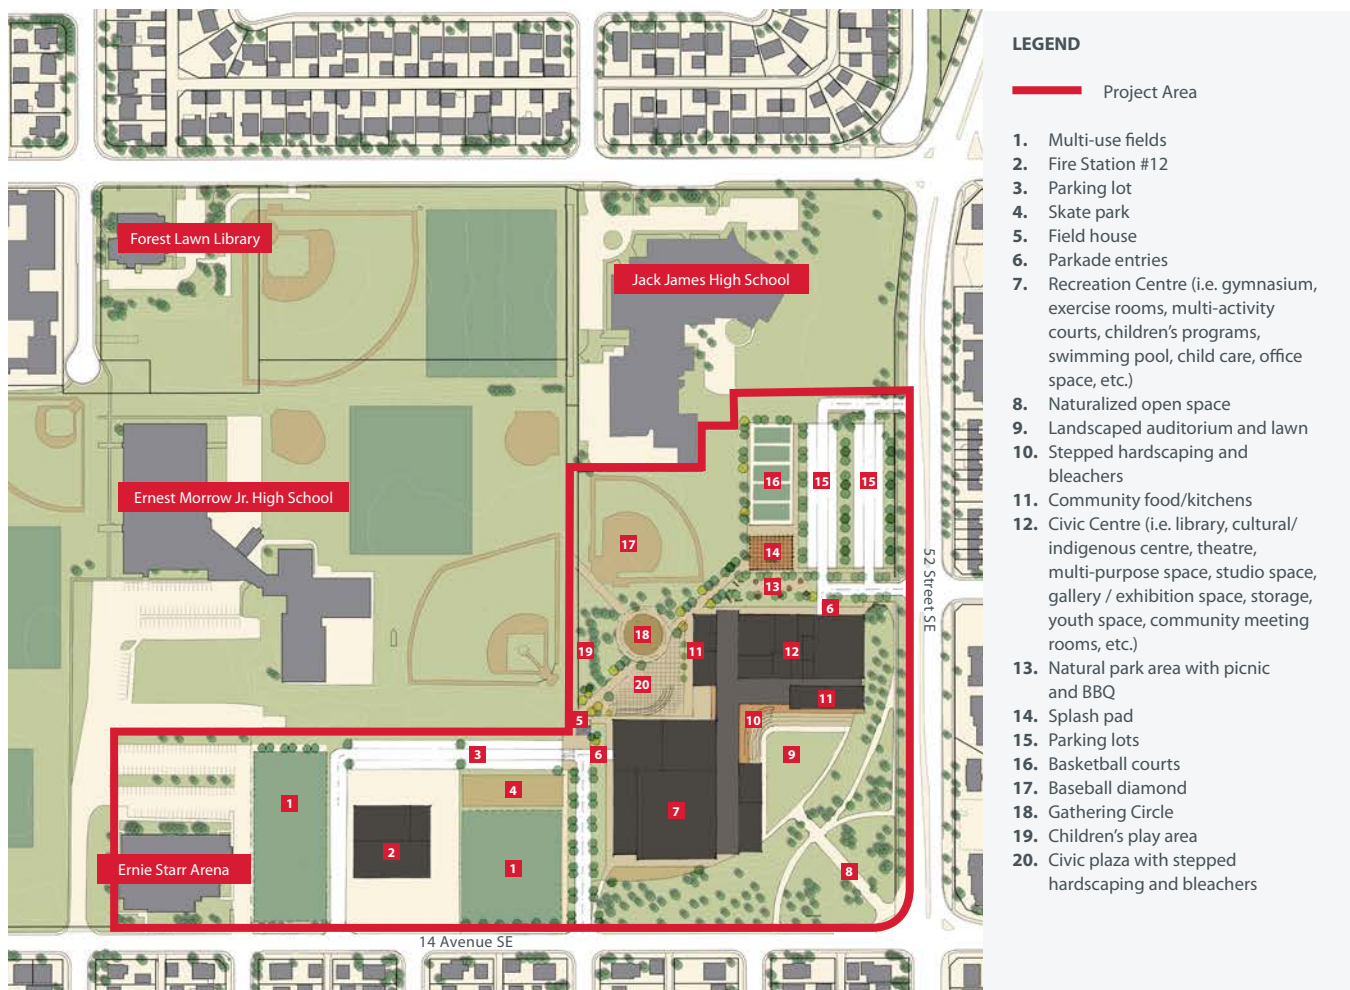 Forest Lawn Library
Jack James High School
Ernest Morrow Jr. High School
16
15
15
17
14
13
6
18
19
11
12
20
11
5
10
3
6
9
4
1
7
2
1
8
Ernie Starr Arena
52 Street SE
14 Avenue SE
LEGEND
Project Area
1. Multi-use fields
2. Fire Station #12
3. Parking lot
4. Skate park
5. Field house
6. Parkade entries
7. Recreation Centre (i.e. gymnasium,
exercise rooms, multi-activity
courts, children’s programs,
swimming pool, child care, office
space, etc.)
8. Naturalized open space
9. Landscaped auditorium and lawn
10. Stepped hardscaping and
bleachers
11. Community food/kitchens
12. Civic Centre (i.e. library, cultural/
indigenous centre, theatre,
multi-purpose space, studio space,
gallery / exhibition space, storage,
youth space, community meeting
rooms, etc.)
13. Natural park area with picnic
and BBQ
14. Splash pad
15. Parking lots
16. Basketball courts
17. Baseball diamond
18. Gathering Circle
19. Children’s play area
20. Civic plaza with stepped
hardscaping and bleachers